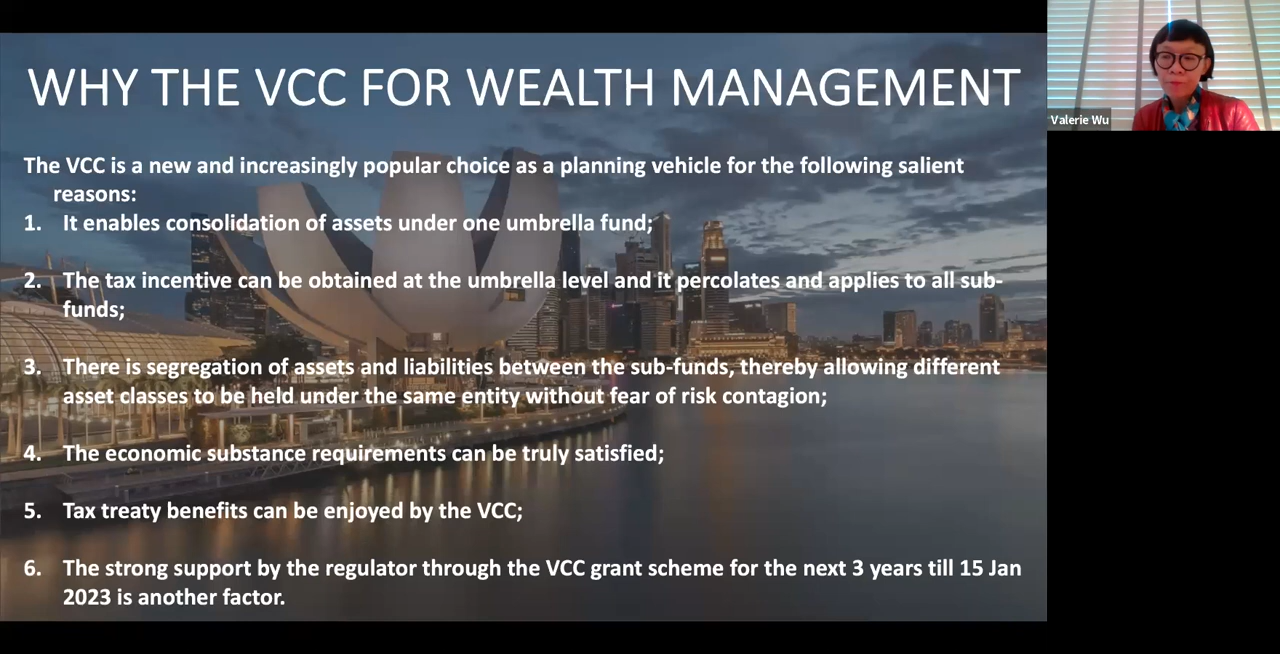 WHY THE VCC FOR WEALTH MANAGEMENT
Valerie Wu
The VCC is a new and increasingly popular choice as a planning vehicle for the following salient
reasons:
1. It enables consolidation of assets under one umbrella fund;
2. The tax incentive can be obtained at the umbrella level and it percolates and applies to all sub-
funds;
3. There is segregation of assets and liabilities between the sub-funds, thereby allowing different
asset classes to be held under the same entity without fear of risk contagion;
4. The economic substance requirements can be truly satisfied;
5. Tax treaty benefits can be enjoyed by the VCC;
6. The strong support by the regulator through the VCC grant scheme for the next 3 years till 15 Jan
2023 is another factor.